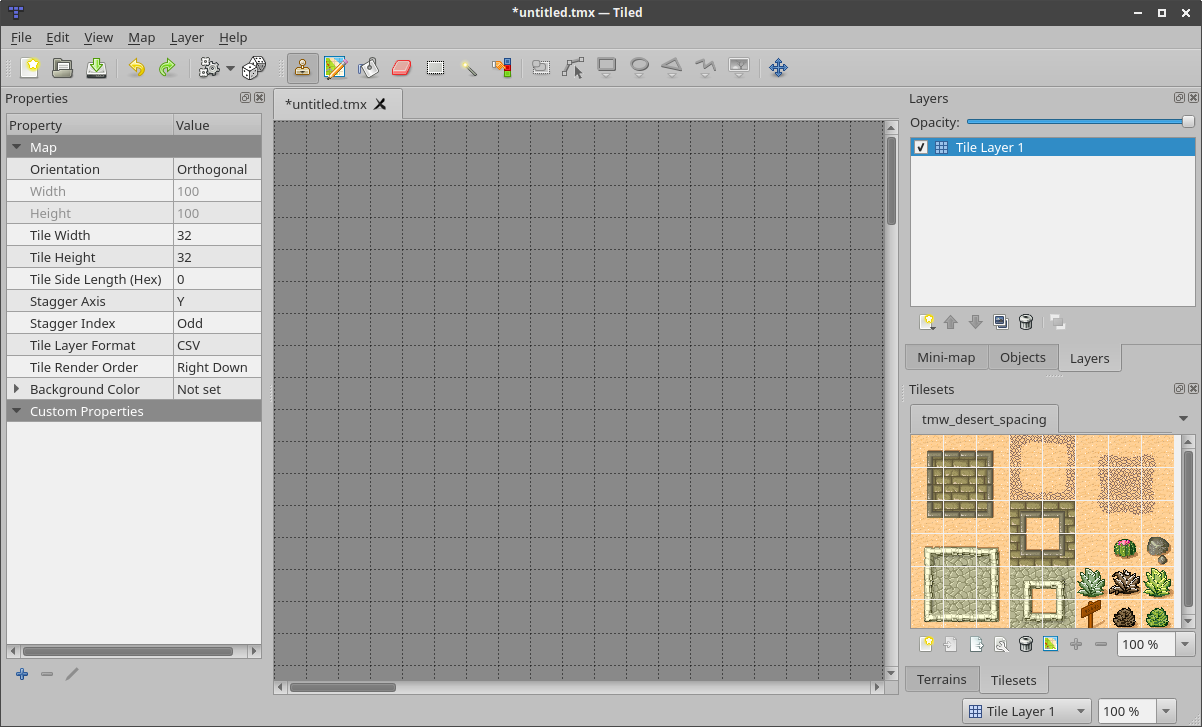 *untitled.tmx — Tiled
File Edit View Map Layer Help
Properties
Property Value
Map
Orientation Orthogonal
Width 100
Height 100
Tile Width 32
Tile Height 32
Tile Side Length (Hex) 0
Stagger Axis Y
Stagger Index Odd
Tile Layer Format CSV
Tile Render Order Right Down
Background Color Not set
Custom Properties
*untitled.tmx
Layers
Opacity:
Tile Layer 1
Mini-map Objects Layers
Tilesets
tmw_desert_spacing
100 %
Terrains Tilesets
Tile Layer 1 100 %